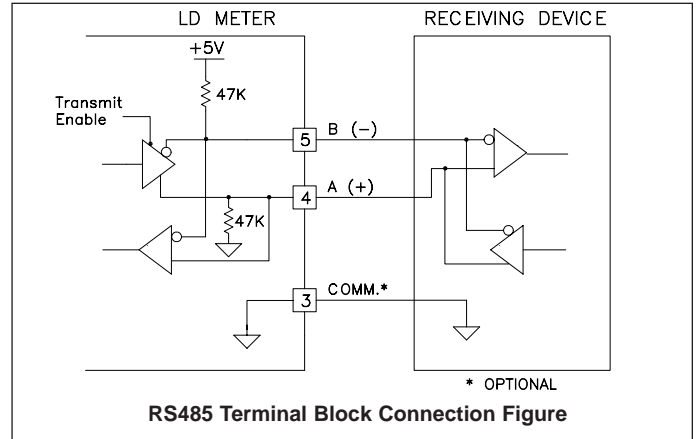 LD METER
RECEIVING DEVICE
+5V
47K
Transmit
Enable
5
B (-)
4
A (+)
47K
3
COMM.*
* OPTIONAL
RS485 Terminal Block Connection Figure